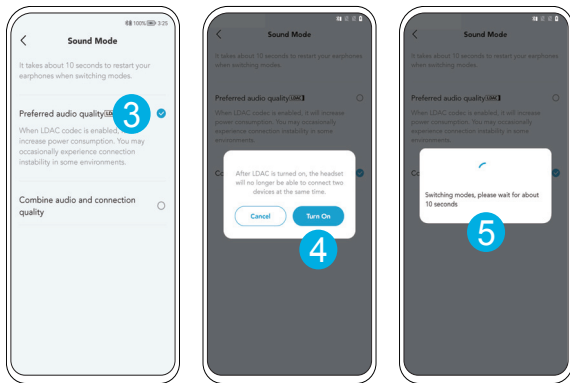 100% 3:25
Sound Mode
It takes about 10 seconds to restart your
earphones when switching modes.
Preferred audio quality
3
When LDAC codec is enabled,
increase power consumption. You may
occasionally experience connection
instability in some environments.
Combine audio and connection
quality
Sound Mode
It takes about 10 seconds to restart your earphones
when switching modes.
Preferred audio quality LDAC
When LDAC codec is enabled, it will increase
power consumption. You may occasionally
experience connection instability in some
environments.
Co
After LDAC is turned on, the headset
will no longer be able to connect two
devices at the same time.
Cancel
Turn On
4
Sound Mode
It takes about 10 seconds to restart your earphones
when switching modes.
Preferred audio quality LDAC
When LDAC codec is enabled, it will increase
power consumption. You may occasionally
experience connection instability in some
environments.
Co
Switching modes, please wait for about
10 seconds
5